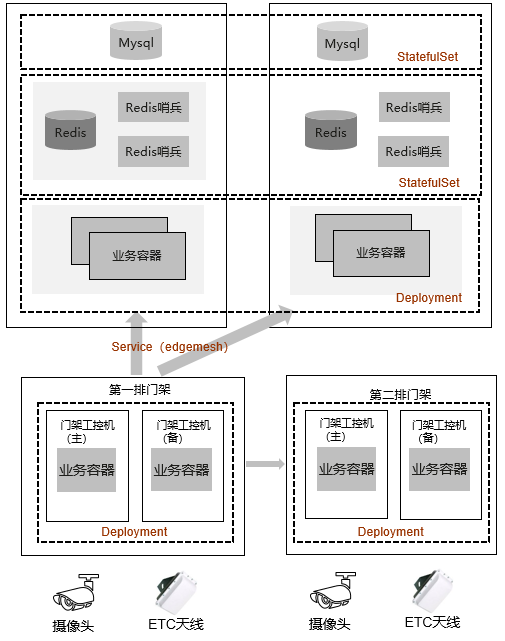 Mysql
Mysql
StatefulSet
Redis
Redis哨兵
Redis哨兵
Redis
Redis哨兵
Redis哨兵
StatefulSet
业务容器
业务容器
Deployment
Service（edgemesh）
第一排门架
门架工控机
（主）
业务容器
门架工控机
（备）
业务容器
Deployment
第二排门架
门架工控机
（主）
业务容器
门架工控机
（备）
业务容器
Deployment
摄像头
ETC天线
摄像头
ETC天线